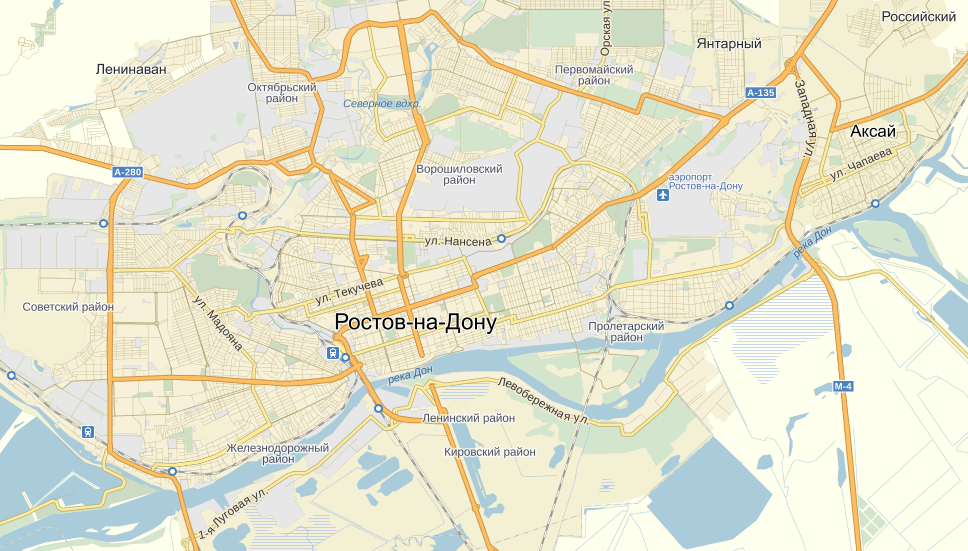 Российский
Орская ул.
Янтарный
Ленинаван
Первомайский
район
Октябрьский
район
А-135
Северное вдхр.
Западная ул.
Аксай
А-280
Ворошиловский
район
ул. Чапаева
аэропорт
Ростов-на-Дону
ул. Нансена
река Дон
ул. Текучева
Советский район
ул. Мадояна
Ростов-на-Дону
Пролетарский
район
река Дон
Левобережная ул.
М-4
Ленинский район
Железнодорожный
район
Кировский район
1-я Луговая ул.